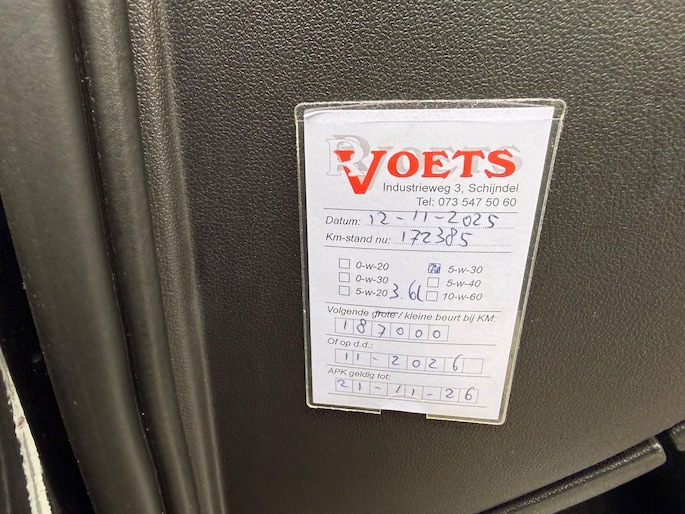 R VOETS
Industrieweg 3, Schijndel
Tel: 073 547 50 60
Datum: 12-11-2025
Km-stand nu: 172385
0-w-20 5-w-30
0-w-30 5-w-40
5-w-20 3.6L 10-w-60
Volgende grote / kleine beurt bij KM:
187000
Of op d.d.:
11-2026
APK geldig tot:
21-11-26